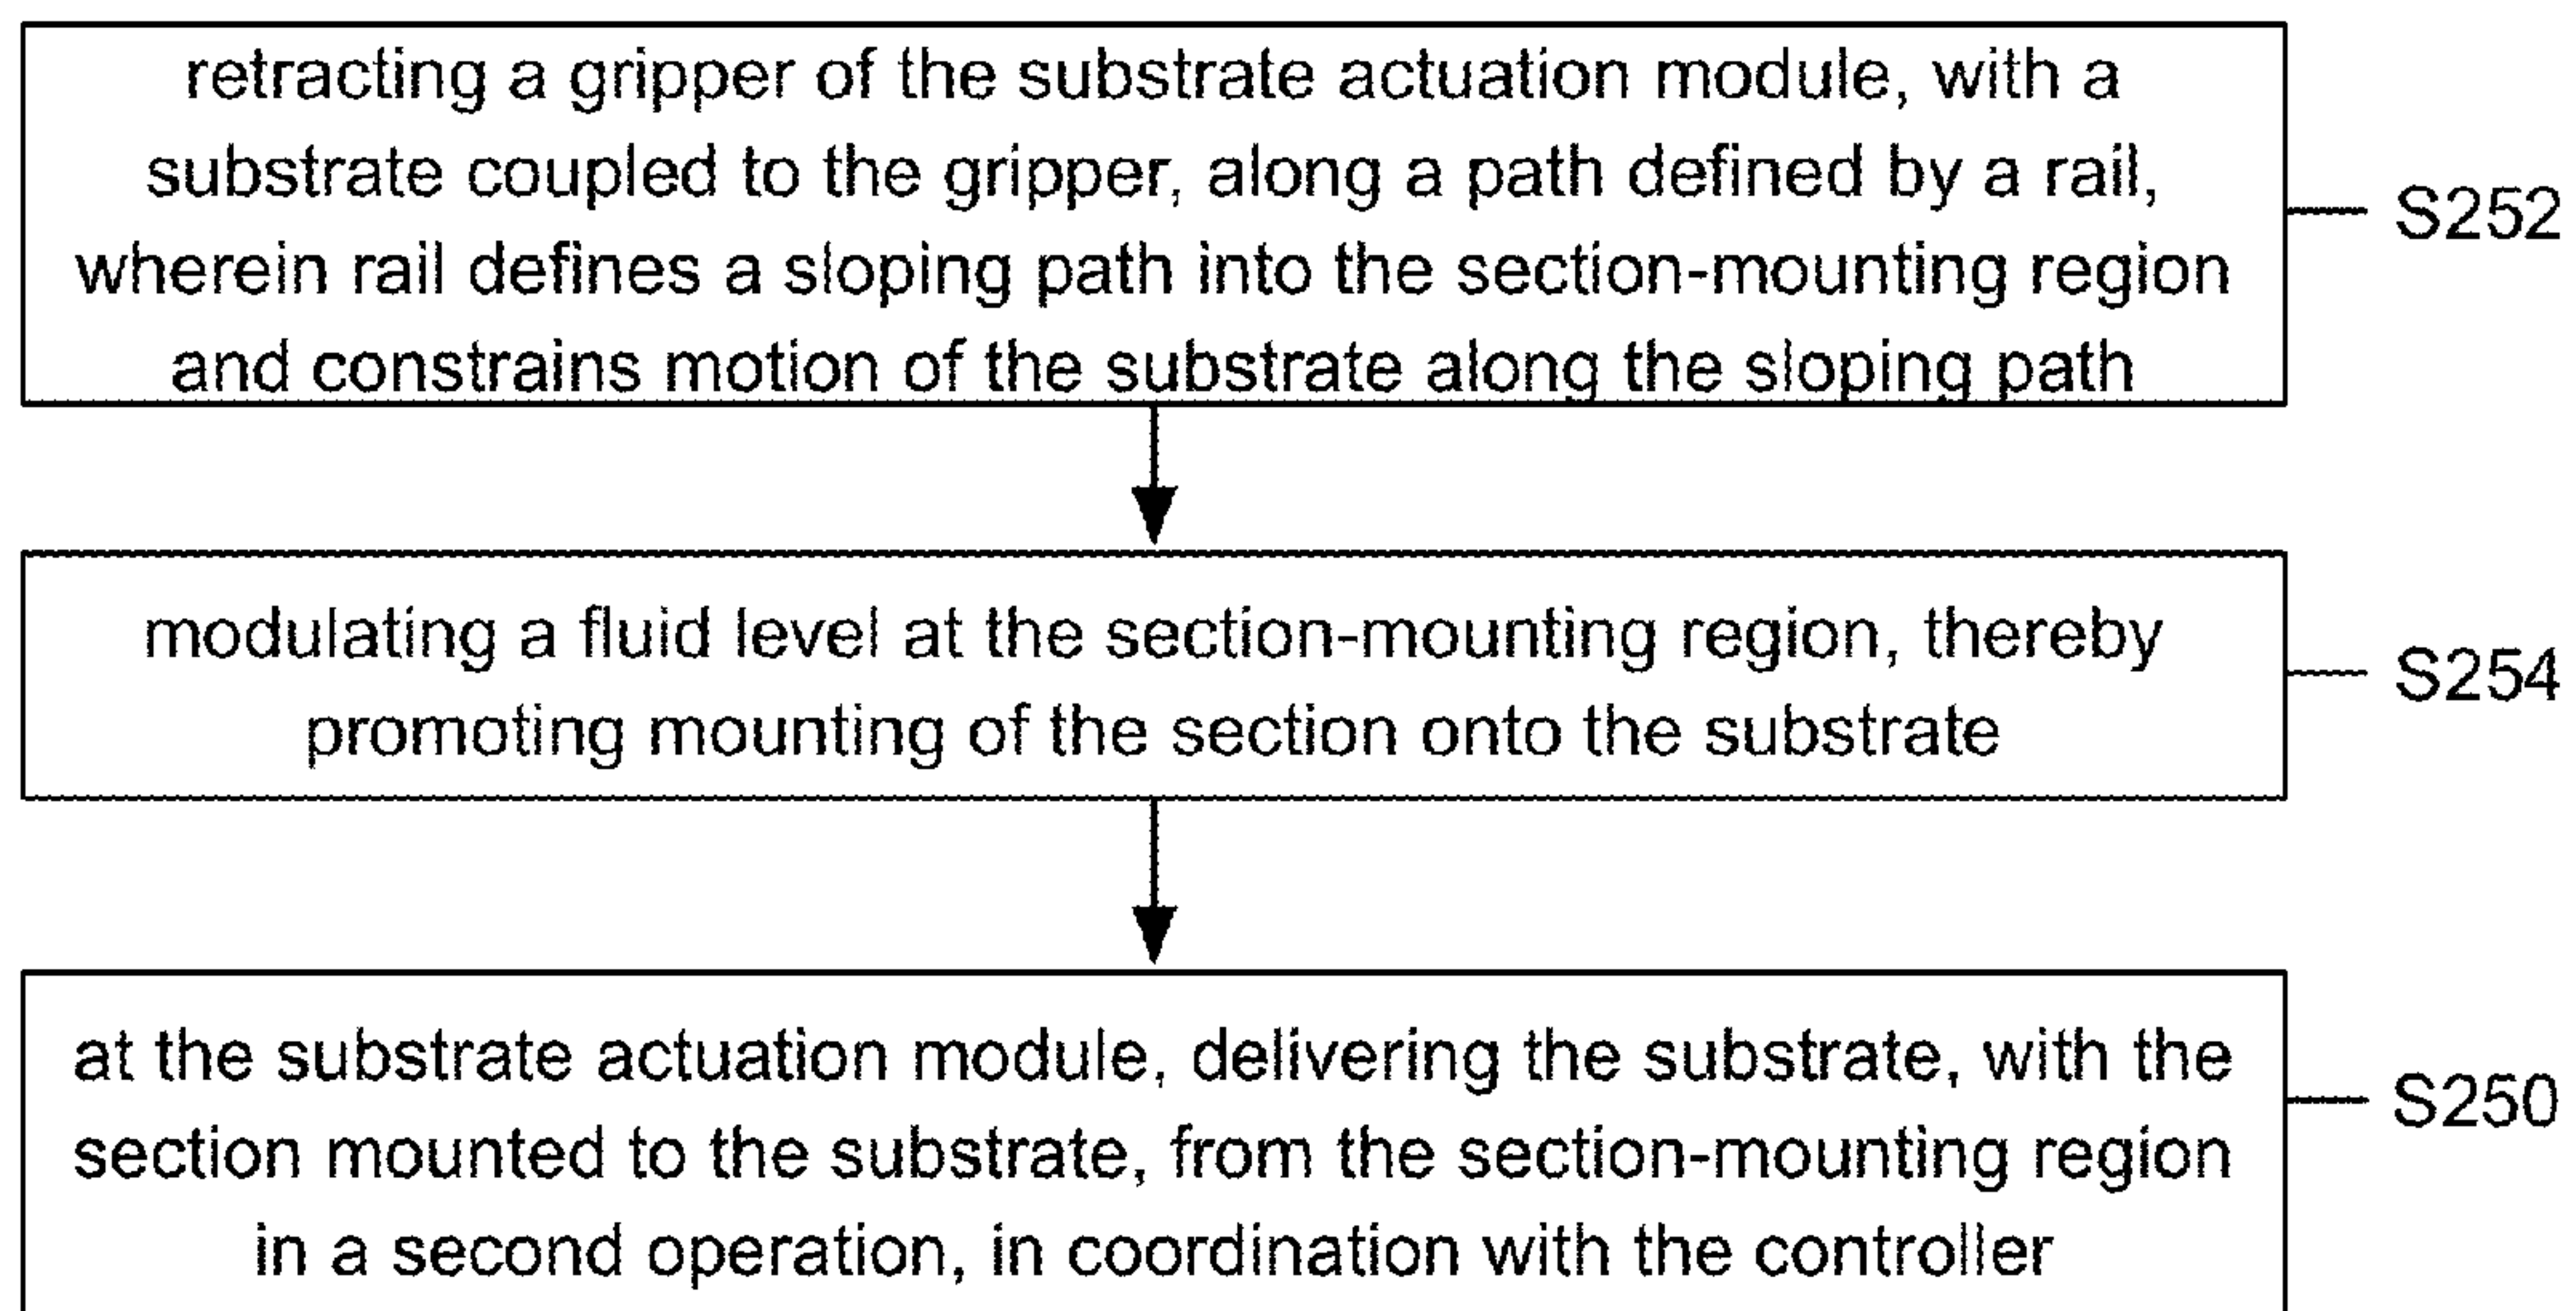 retracting a gripper of the substrate actuation module, with a
substrate coupled to the gripper, along a path defined by a rail,
wherein rail defines a sloping path into the section-mounting region
and constrains motion of the substrate along the sloping path
S252
modulating a fluid level at the section-mounting region, thereby
promoting mounting of the section onto the substrate
S254
at the substrate actuation module, delivering the substrate, with the
section mounted to the substrate, from the section-mounting region
in a second operation, in coordination with the controller
S250